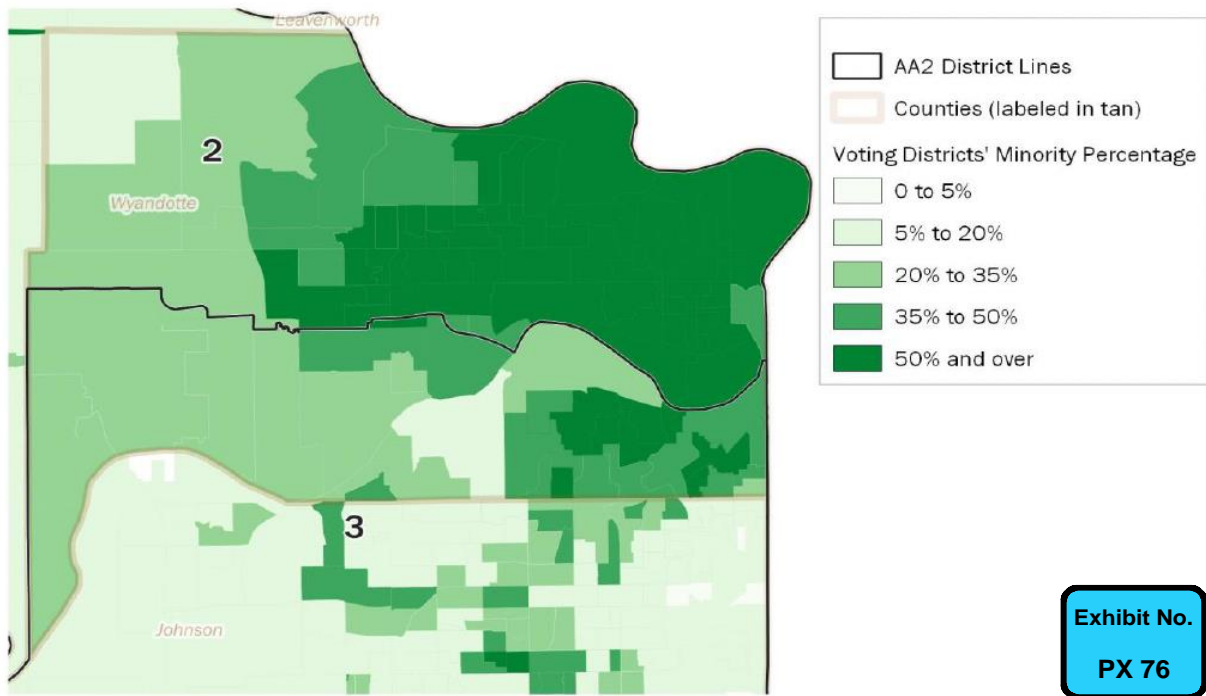 Leavenworth
2
Wyandotte
3
Johnson
AA2 District Lines
Counties (labeled in tan)
Voting Districts' Minority Percentage
0 to 5%
5% to 20%
20% to 35%
35% to 50%
50% and over
Exhibit No.
PX 76